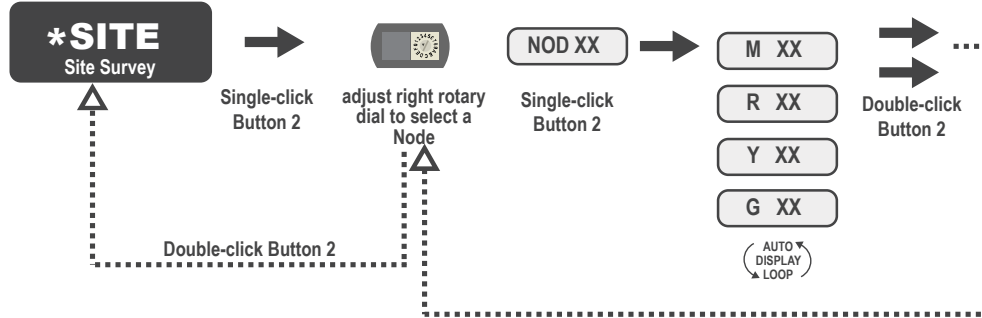 *SITE
Site Survey
Single-click
Button 2
adjust right rotary
dial to select a
Node
NOD XX
Single-click
Button 2
M XX
R XX
Y XX
G XX
AUTO
DISPLAY
LOOP
Double-click
Button 2
Double-click Button 2